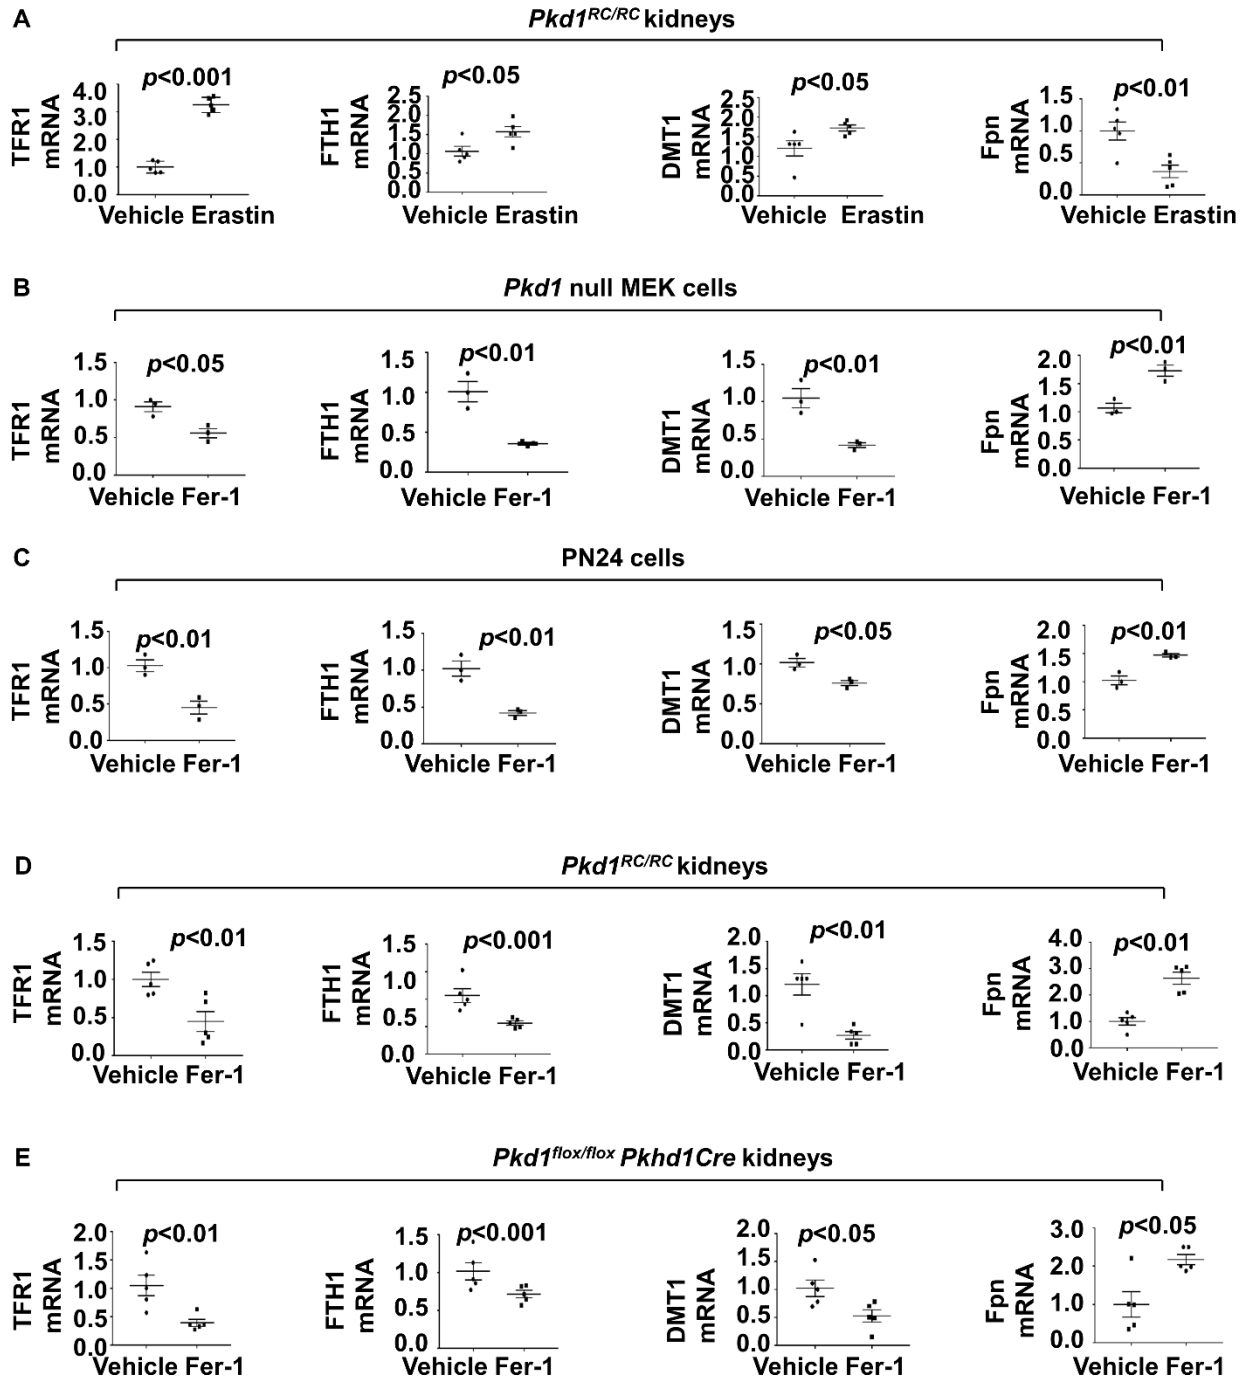 A
Pkd1RC/RC kidneys
TFR1 mRNA
4.0
3.0
2.0
1.0
0.0
p<0.001
Vehicle Erastin
FTH1 mRNA
2.5
2.0
1.5
1.0
0.5
0.0
p<0.05
Vehicle Erastin
DMT1 mRNA
2.5
2.0
1.5
1.0
0.5
0.0
p<0.05
Vehicle Erastin
Fpn mRNA
1.5
1.0
0.5
0.0
p<0.01
Vehicle Erastin
B
Pkd1 null MEK cells
TFR1 mRNA
1.5
1.0
0.5
0.0
p<0.05
Vehicle Fer-1
FTH1 mRNA
1.5
1.0
0.5
0.0
p<0.01
Vehicle Fer-1
DMT1 mRNA
1.5
1.0
0.5
0.0
p<0.01
Vehicle Fer-1
Fpn mRNA
2.0
1.5
1.0
0.5
0.0
p<0.01
Vehicle Fer-1
C
PN24 cells
TFR1 mRNA
1.5
1.0
0.5
0.0
p<0.01
Vehicle Fer-1
FTH1 mRNA
1.5
1.0
0.5
0.0
p<0.01
Vehicle Fer-1
DMT1 mRNA
1.5
1.0
0.5
0.0
p<0.05
Vehicle Fer-1
Fpn mRNA
2.0
1.5
1.0
0.5
0.0
p<0.01
Vehicle Fer-1
D
Pkd1RC/RC kidneys
TFR1 mRNA
1.5
1.0
0.5
0.0
p<0.01
Vehicle Fer-1
FTH1 mRNA
1.5
1.0
0.5
0.0
p<0.001
Vehicle Fer-1
DMT1 mRNA
2.0
1.5
1.0
0.5
0.0
p<0.01
Vehicle Fer-1
Fpn mRNA
4.0
3.0
2.0
1.0
0.0
p<0.01
Vehicle Fer-1
E
Pkd1flox/flox Pkhd1Cre kidneys
TFR1 mRNA
2.0
1.5
1.0
0.5
0.0
p<0.01
Vehicle Fer-1
FTH1 mRNA
1.5
1.0
0.5
0.0
p<0.001
Vehicle Fer-1
DMT1 mRNA
2.0
1.5
1.0
0.5
0.0
p<0.05
Vehicle Fer-1
Fpn mRNA
3.0
2.0
1.0
0.0
p<0.05
Vehicle Fer-1